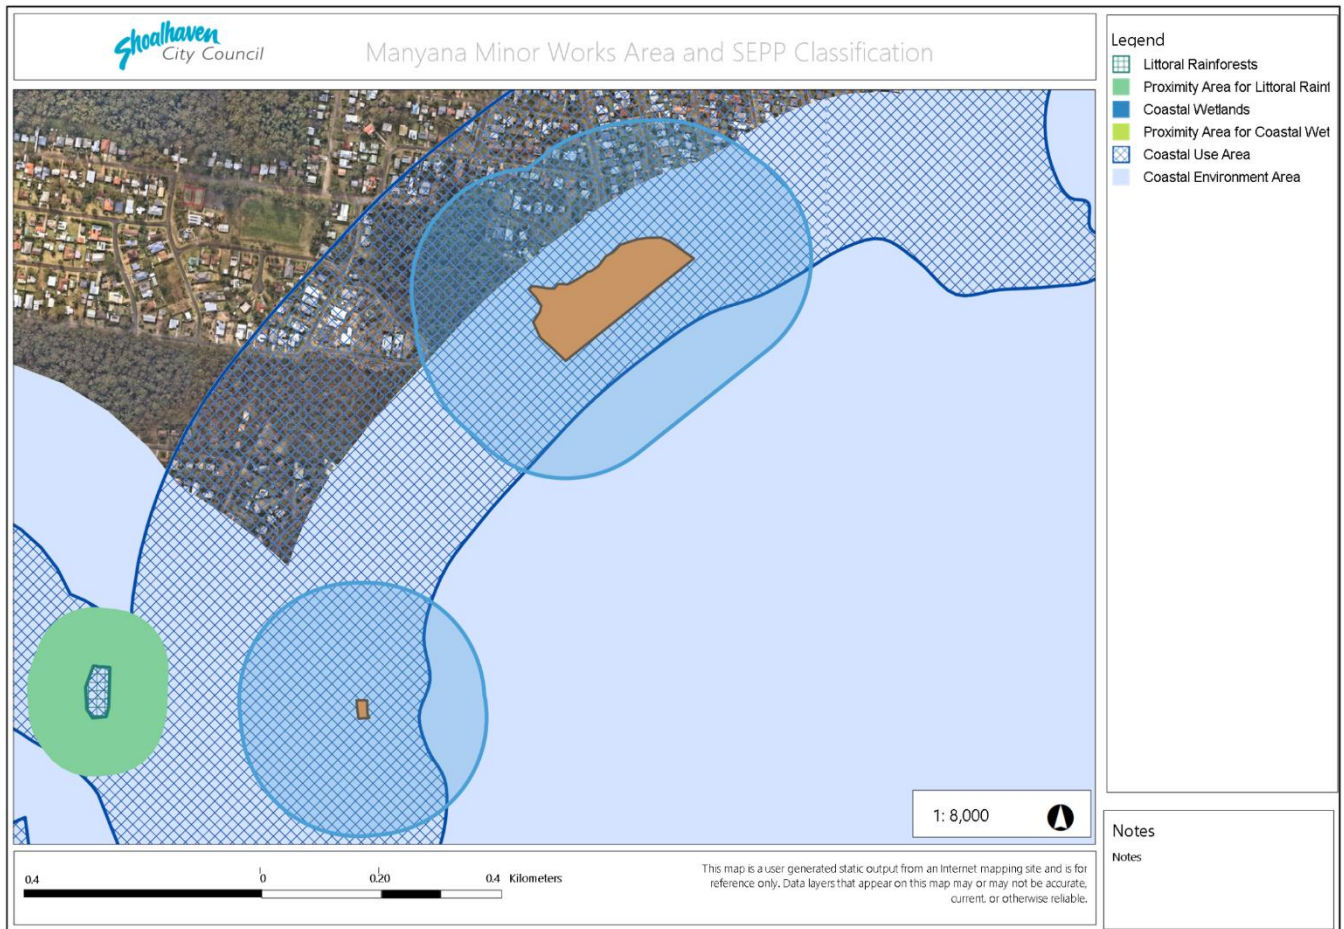 Shoalhaven
City Council
Manyana Minor Works Area and SEPP Classification
Legend
Littoral Rainforests
Proximity Area for Littoral Rainf
Coastal Wetlands
Proximity Area for Coastal Wet
Coastal Use Area
Coastal Environment Area
1: 8,000
Notes
Notes
0.4 0 0.20 0.4 Kilometers
This map is a user generated static output from an Internet mapping site and is for
reference only. Data layers that appear on this map may or may not be accurate,
current, or otherwise reliable.